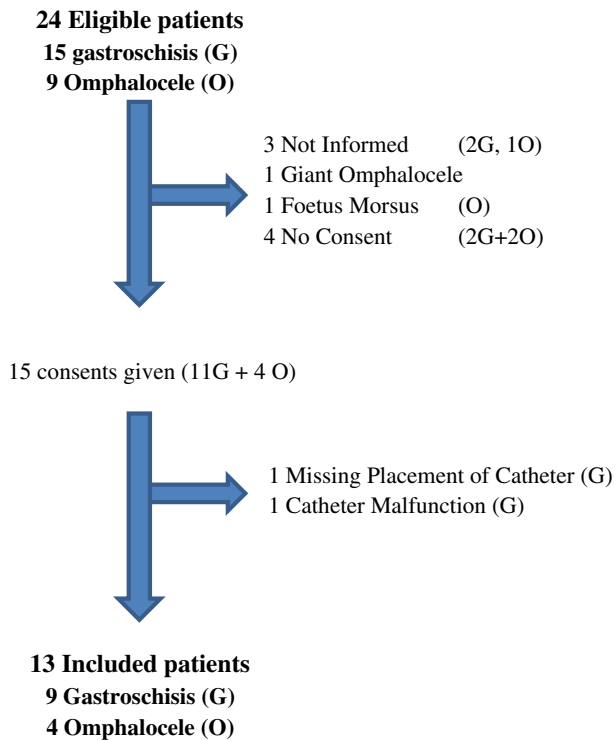 24 Eligible patients
15 gastroschisis (G)
9 Omphalocele (O)
3 Not Informed (2G, 1O)
1 Giant Omphalocele
1 Foetus Morsus (O)
4 No Consent (2G+2O)
15 consents given (11G + 4 O)
1 Missing Placement of Catheter (G)
1 Catheter Malfunction (G)
13 Included patients
9 Gastroschisis (G)
4 Omphalocele (O)